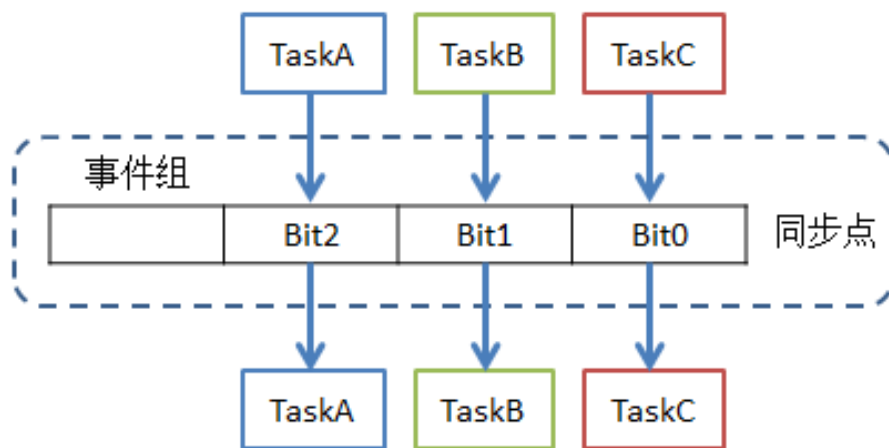 TaskA TaskB TaskC
事件组
Bit2 Bit1 Bit0 同步点
TaskA TaskB TaskC